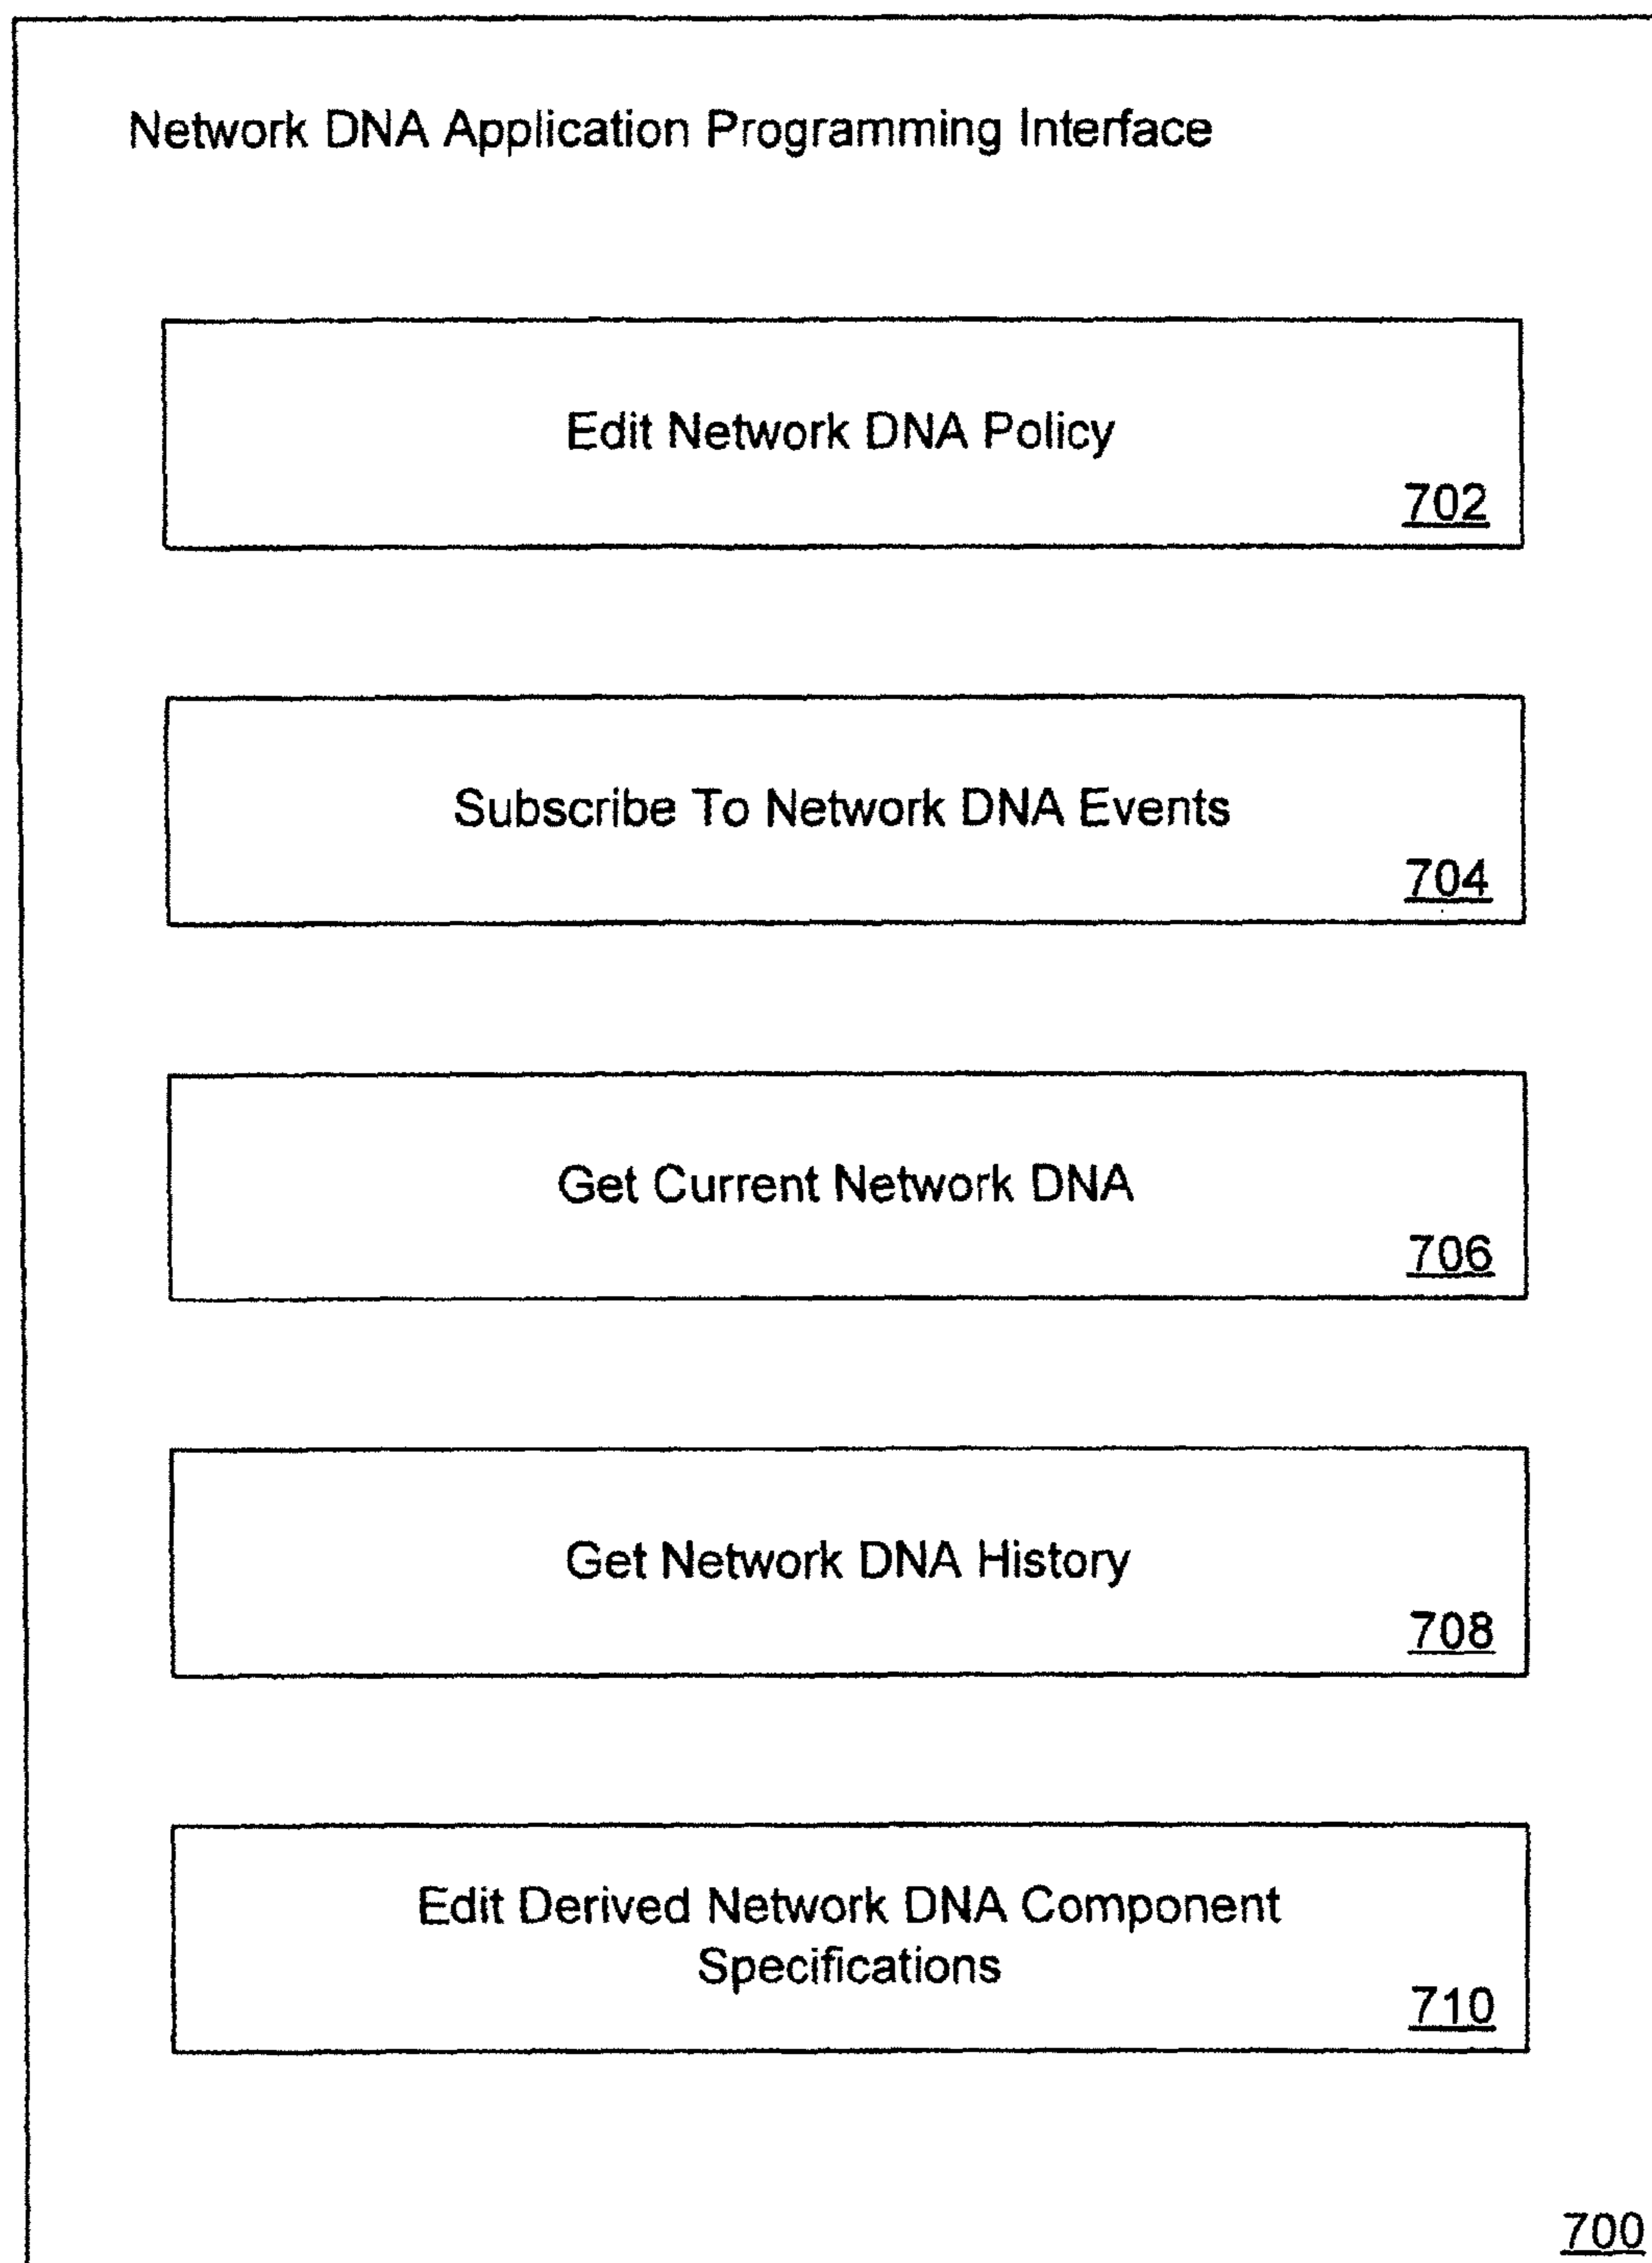 Network DNA Application Programming Interface
Edit Network DNA Policy
702
Subscribe To Network DNA Events
704
Get Current Network DNA
706
Get Network DNA History
708
Edit Derived Network DNA Component
Specifications
710
700